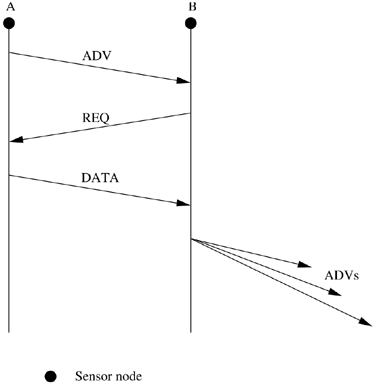 A B
ADV
REQ
DATA
ADVs
Sensor node